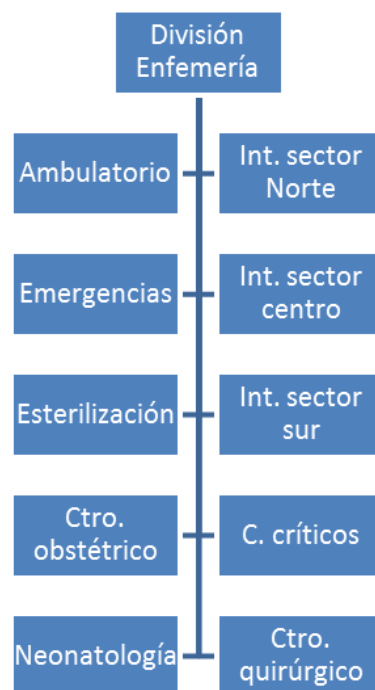 División
Enfemería
Ambulatorio
Int. sector
Norte
Emergencias
Int. sector
centro
Esterilización
Int. sector
sur
Ctro.
obstétrico
C. críticos
Neonatología
Ctro.
quirúrgico